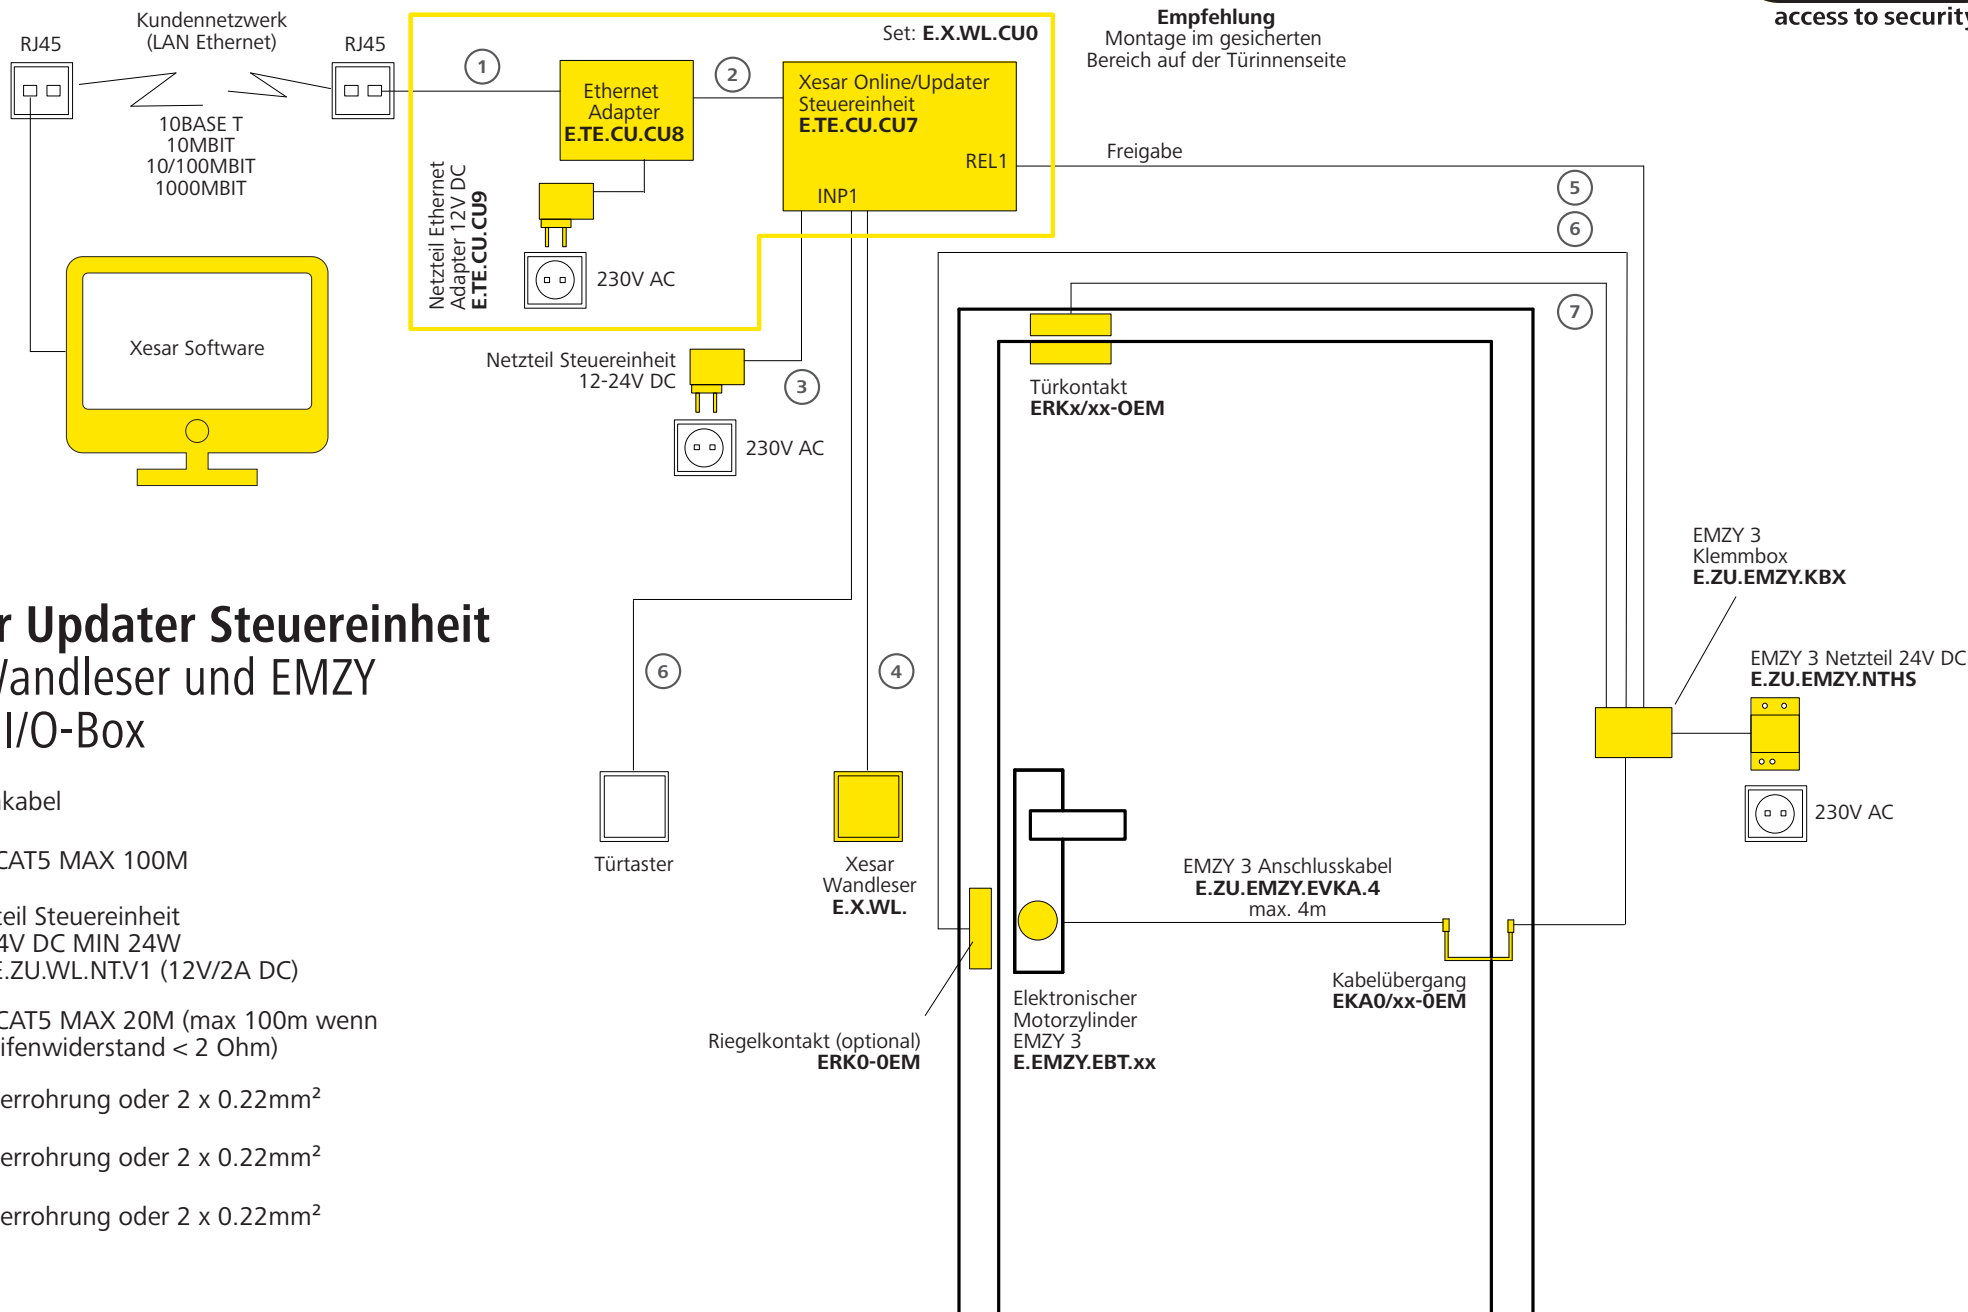 Kundennetzwerk
(LAN Ethernet)
RJ45
RJ45
10BASE T
10MBIT
10/100MBIT
1000MBIT
Xesar Software
1
2
Set: E.X.WL.CU0
Ethernet
Adapter
E.TE.CU.CU8
Xesar Online/Updater
Steuereinheit
E.TE.CU.CU7
REL1
INP1
Netzteil Ethernet
Adapter 12V DC
E.TE.CU.CU9
230V AC
Empfehlung
Montage im gesicherten
Bereich auf der Türinnenseite
access to security
Freigabe
5
6
7
Netzteil Steuereinheit
12-24V DC
3
230V AC
Türkontakt
ERKx/xx-OEM
EMZY 3
Klemmbox
E.ZU.EMZY.KBX
EMZY 3 Netzteil 24V DC
E.ZU.EMZY.NTHS
230V AC
6
4
Türtaster
Xesar
Wandleser
E.X.WL.
EMZY 3 Anschlusskabel
E.ZU.EMZY.EVKA.4
max. 4m
Kabelübergang
EKA0/xx-0EM
Elektronischer
Motorzylinder
EMZY 3
E.EMZY.EBT.xx
Riegelkontakt (optional)
ERK0-0EM
r Updater Steuereinheit
Wandleser und EMZY
I/O-Box
kabel
CAT5 MAX 100M
teil Steuereinheit
4V DC MIN 24W
E.ZU.WL.NT.V1 (12V/2A DC)
CAT5 MAX 20M (max 100m wenn
ifenwiderstand < 2 Ohm)
errohrung oder 2 x 0.22mm²
errohrung oder 2 x 0.22mm²
errohrung oder 2 x 0.22mm²